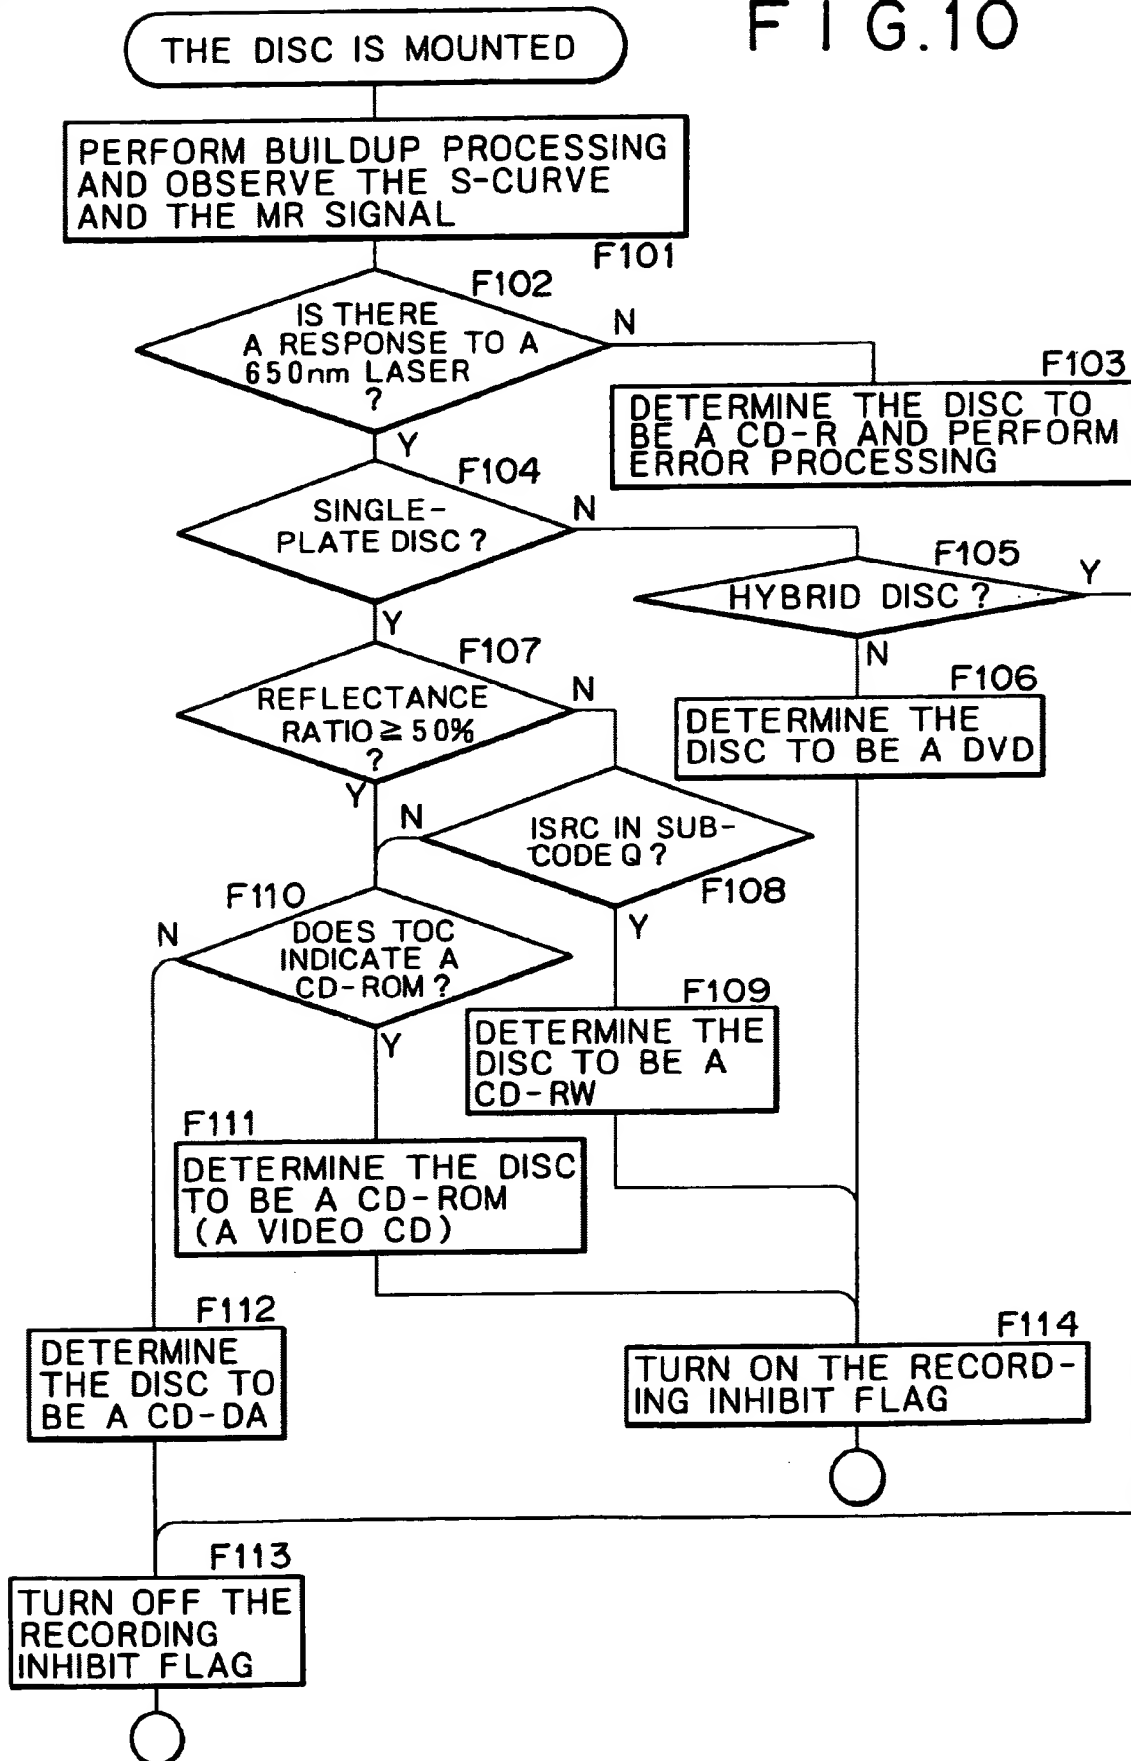 FIG.10
THE DISC IS MOUNTED
PERFORM BUILDUP PROCESSING
AND OBSERVE THE S-CURVE
AND THE MR SIGNAL
F101
F102
IS THERE
A RESPONSE TO A
650nm LASER
?
N
Y
F103
DETERMINE THE DISC TO
BE A CD-R AND PERFORM
ERROR PROCESSING
F104
SINGLE-
PLATE DISC?
N
Y
F105
HYBRID DISC?
Y
N
F106
DETERMINE THE
DISC TO BE A DVD
F107
REFLECTANCE
RATIO≧50%
?
N
Y
ISRC IN SUB-
CODE Q?
F108
N
Y
F109
DETERMINE THE
DISC TO BE A
CD-RW
F110
DOES TOC
INDICATE A
CD-ROM?
N
Y
F111
DETERMINE THE DISC
TO BE A CD-ROM
(A VIDEO CD)
F112
DETERMINE
THE DISC TO
BE A CD-DA
F114
TURN ON THE RECORD-
ING INHIBIT FLAG
F113
TURN OFF THE
RECORDING
INHIBIT FLAG